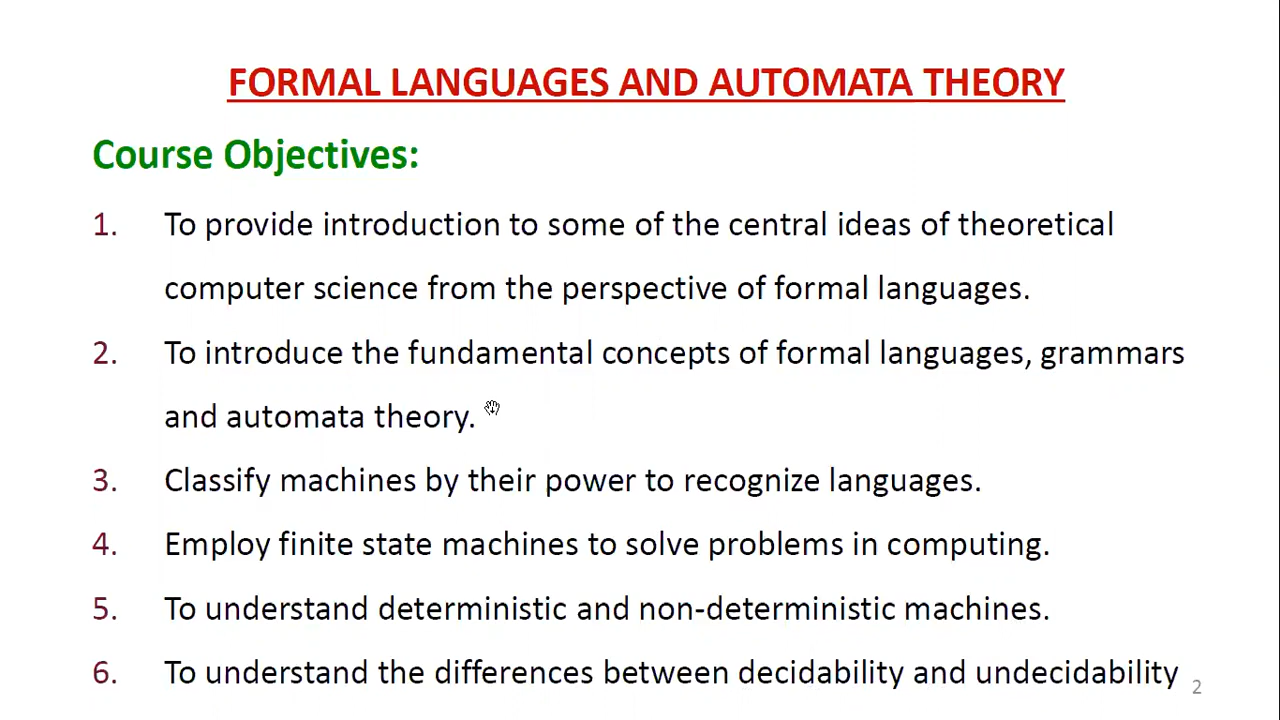 FORMAL LANGUAGES AND AUTOMATA THEORY
Course Objectives:
1. To provide introduction to some of the central ideas of theoretical
computer science from the perspective of formal languages.
2. To introduce the fundamental concepts of formal languages, grammars
and automata theory.
3. Classify machines by their power to recognize languages.
4. Employ finite state machines to solve problems in computing.
5. To understand deterministic and non-deterministic machines.
6. To understand the differences between decidability and undecidability
2